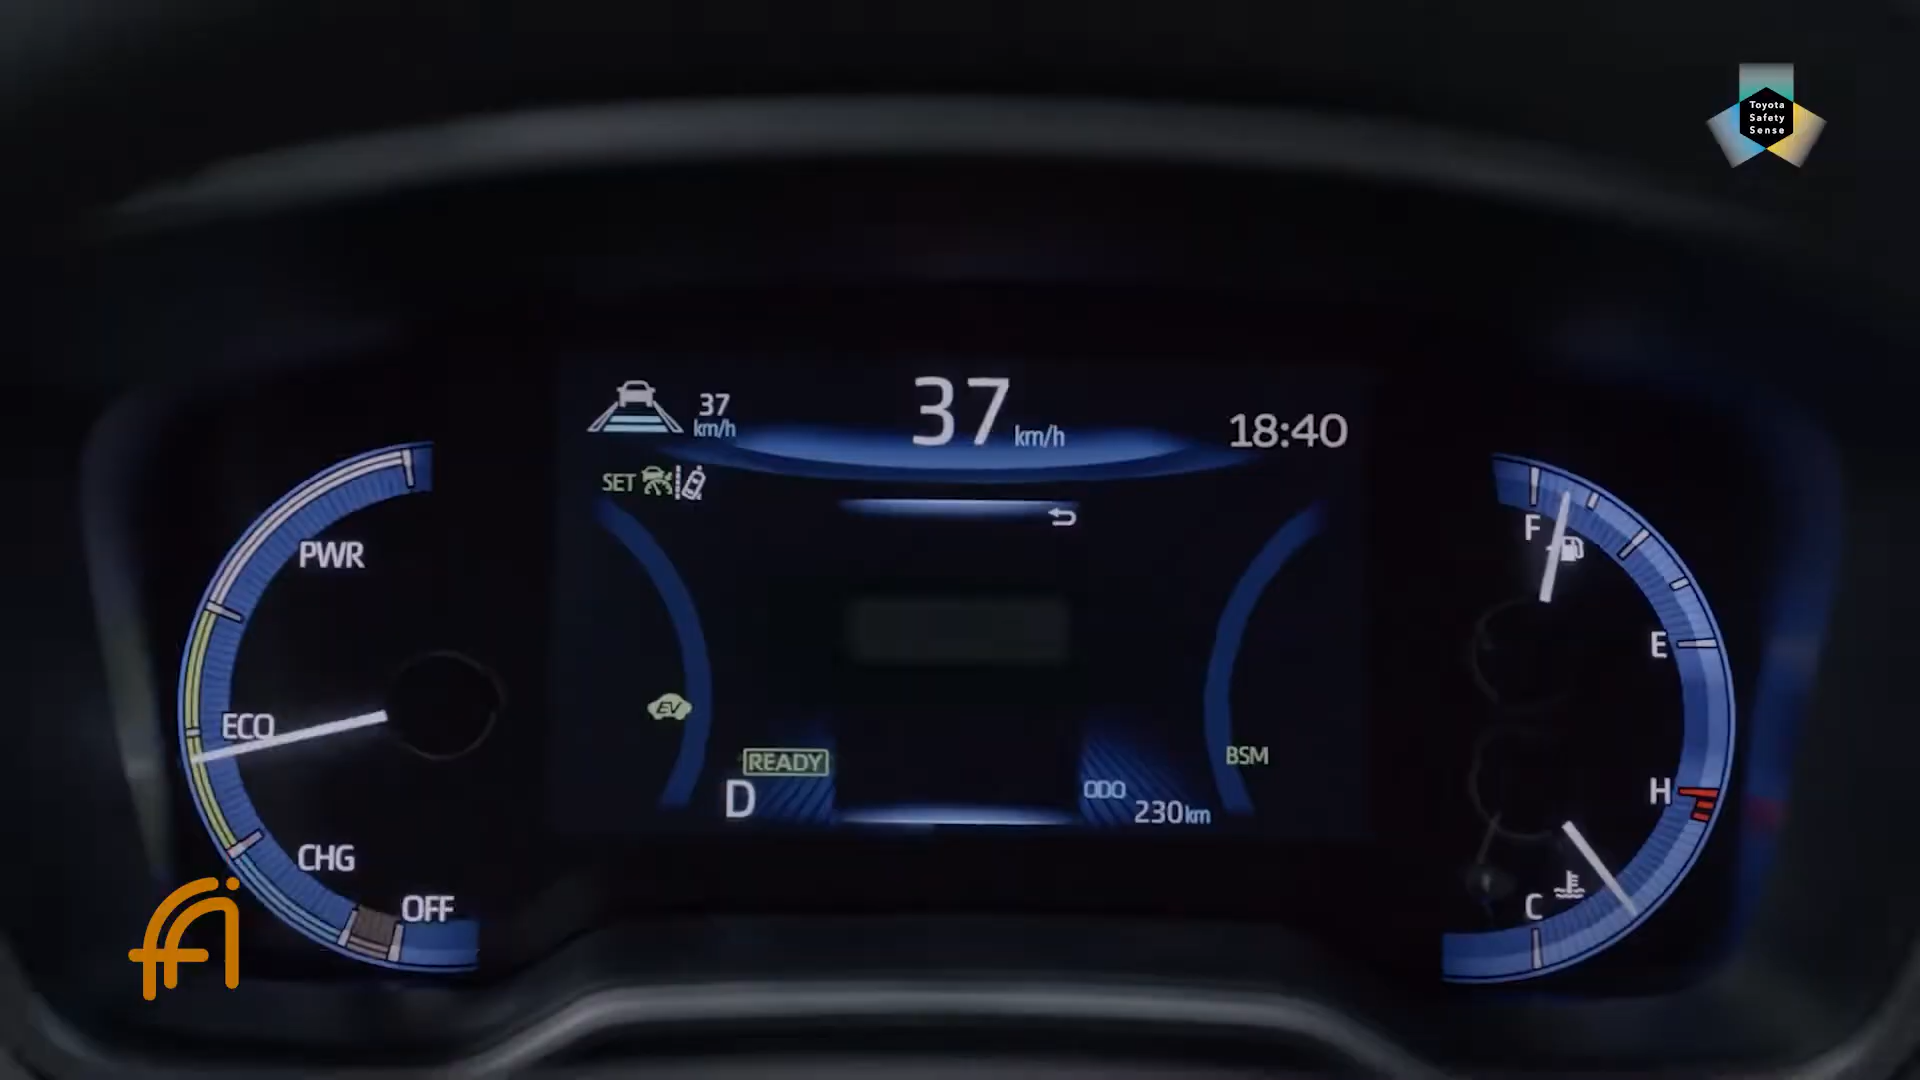 Toyota
Safety
Sense
37
km/h
37 km/h
18:40
SET
PWR
F
E
ECO
EV
READY
BSM
D
ODO
230km
H
CHG
OFF
C